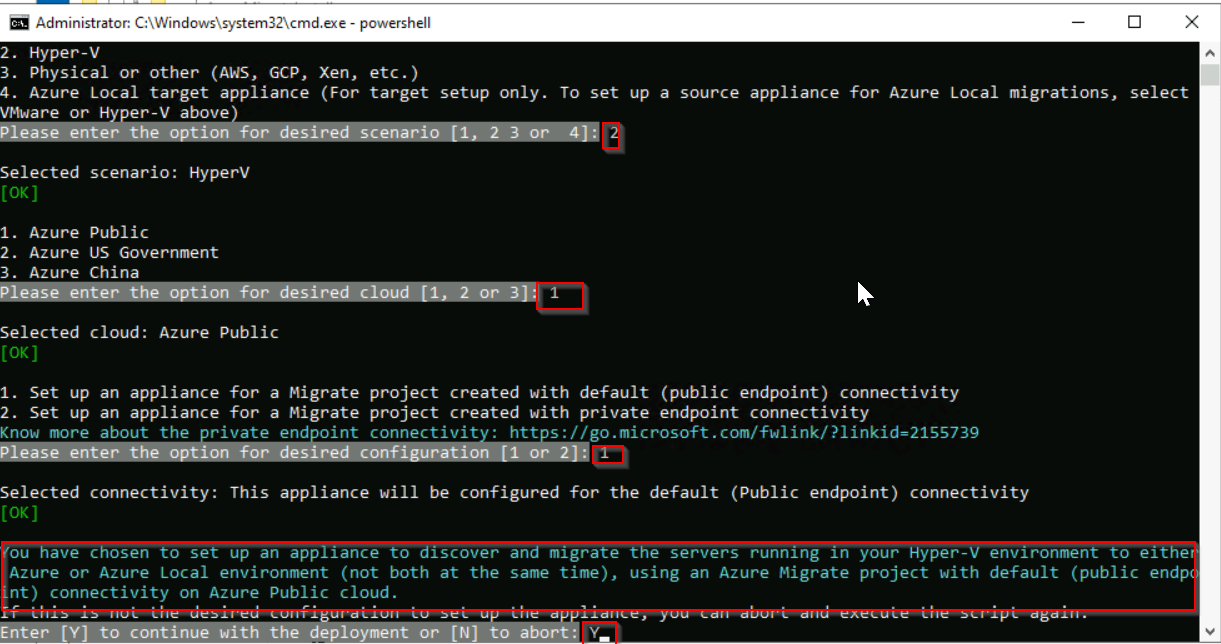 Administrator: C:\Windows\system32\cmd.exe - powershell
2. Hyper-V
3. Physical or other (AWS, GCP, Xen, etc.)
4. Azure Local target appliance (For target setup only. To set up a source appliance for Azure Local migrations, select
VMware or Hyper-V above)
Please enter the option for desired scenario [1, 2 3 or  4]: 2
Selected scenario: HyperV
[OK]
1. Azure Public
2. Azure US Government
3. Azure China
Please enter the option for desired cloud [1, 2 or 3]: 1
Selected cloud: Azure Public
[OK]
1. Set up an appliance for a Migrate project created with default (public endpoint) connectivity
2. Set up an appliance for a Migrate project created with private endpoint connectivity
Know more about the private endpoint connectivity: https://go.microsoft.com/fwlink/?linkid=2155739
Please enter the option for desired configuration [1 or 2]: 1
Selected connectivity: This appliance will be configured for the default (Public endpoint) connectivity
[OK]
You have chosen to set up an appliance to discover and migrate the servers running in your Hyper-V environment to either
Azure or Azure Local environment (not both at the same time), using an Azure Migrate project with default (public endpo
int) connectivity on Azure Public cloud.
If this is not the desired configuration to set up the appliance, you can abort and execute the script again.
Enter [Y] to continue with the deployment or [N] to abort: Y